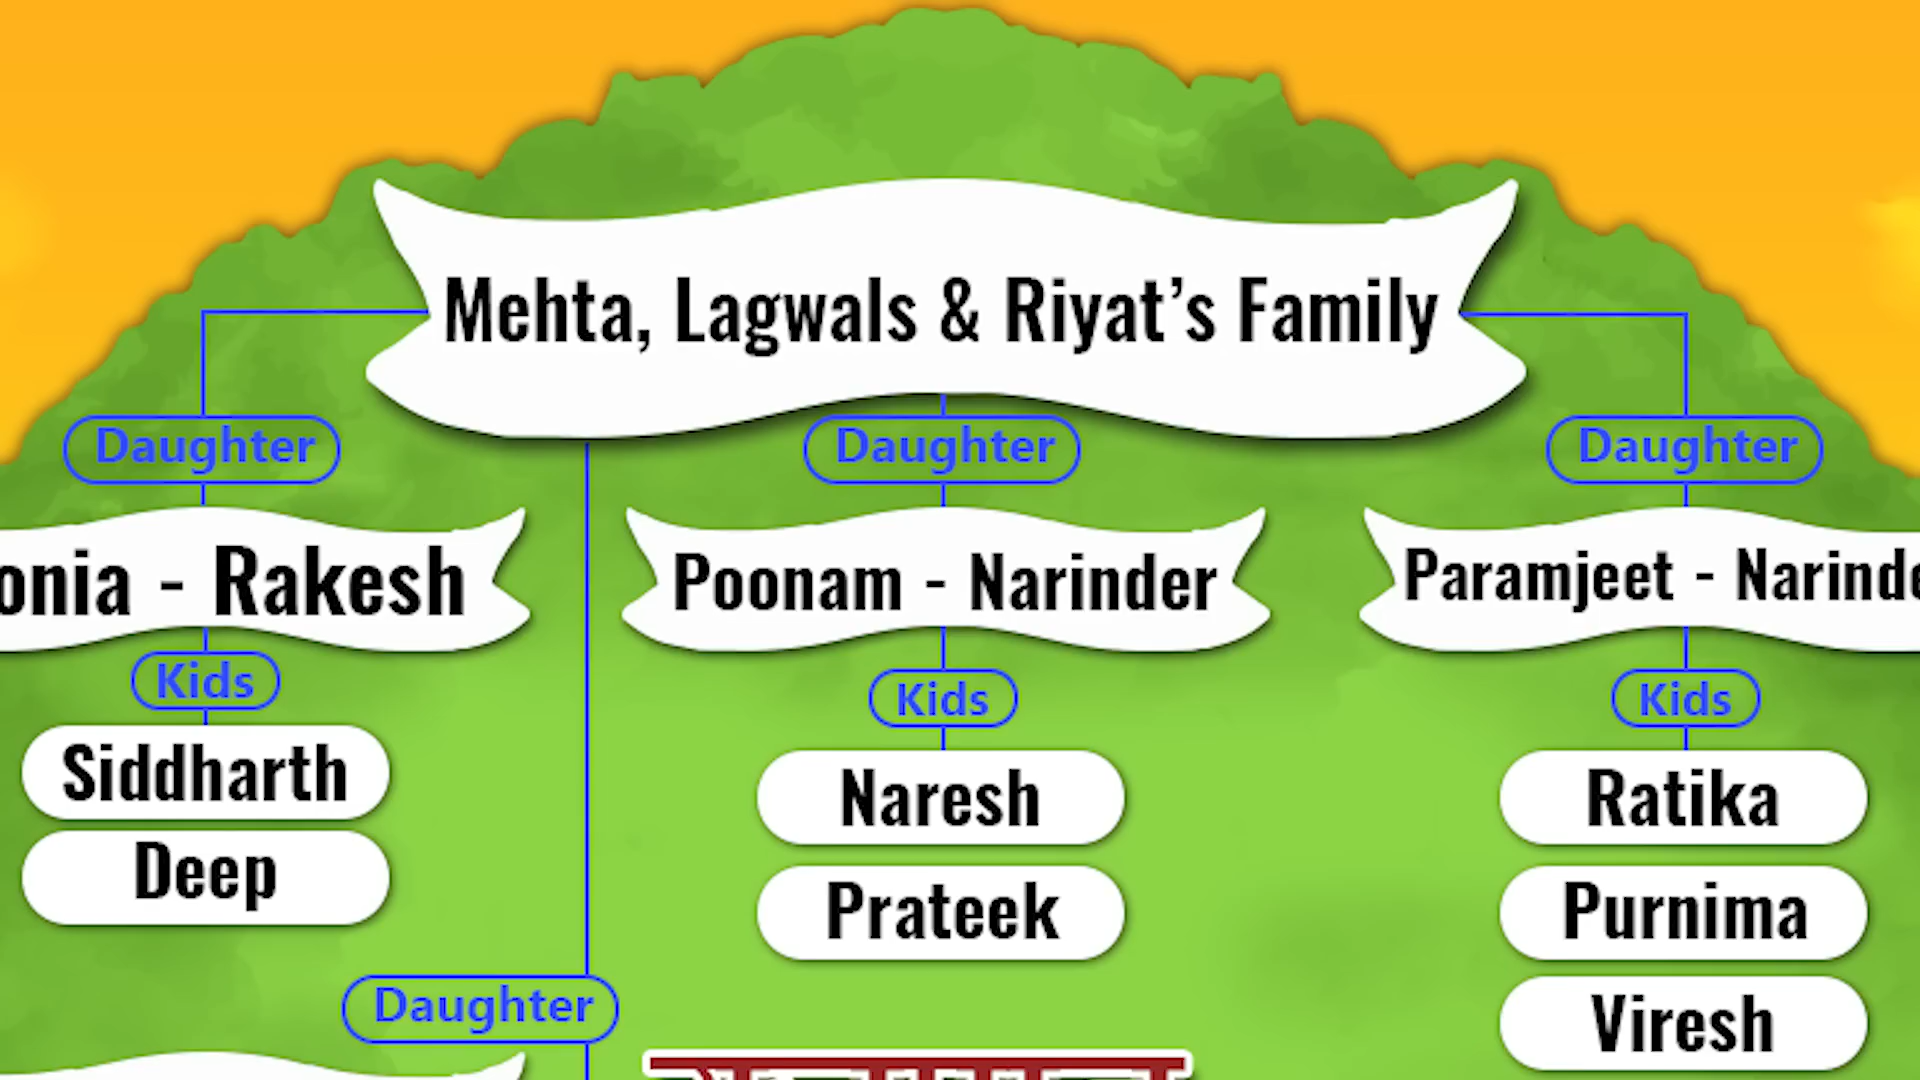 Mehta, Lagwals & Riyat’s Family
Daughter
Daughter
Daughter
onia - Rakesh
Poonam - Narinder
Paramjeet - Narinde
Kids
Kids
Kids
Siddharth
Naresh
Ratika
Deep
Prateek
Purnima
Daughter
Viresh